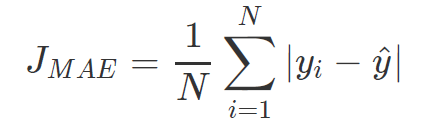 J_{MAE} = \frac{1}{N} \sum_{i=1}^{N} |y_i - \hat{y}|